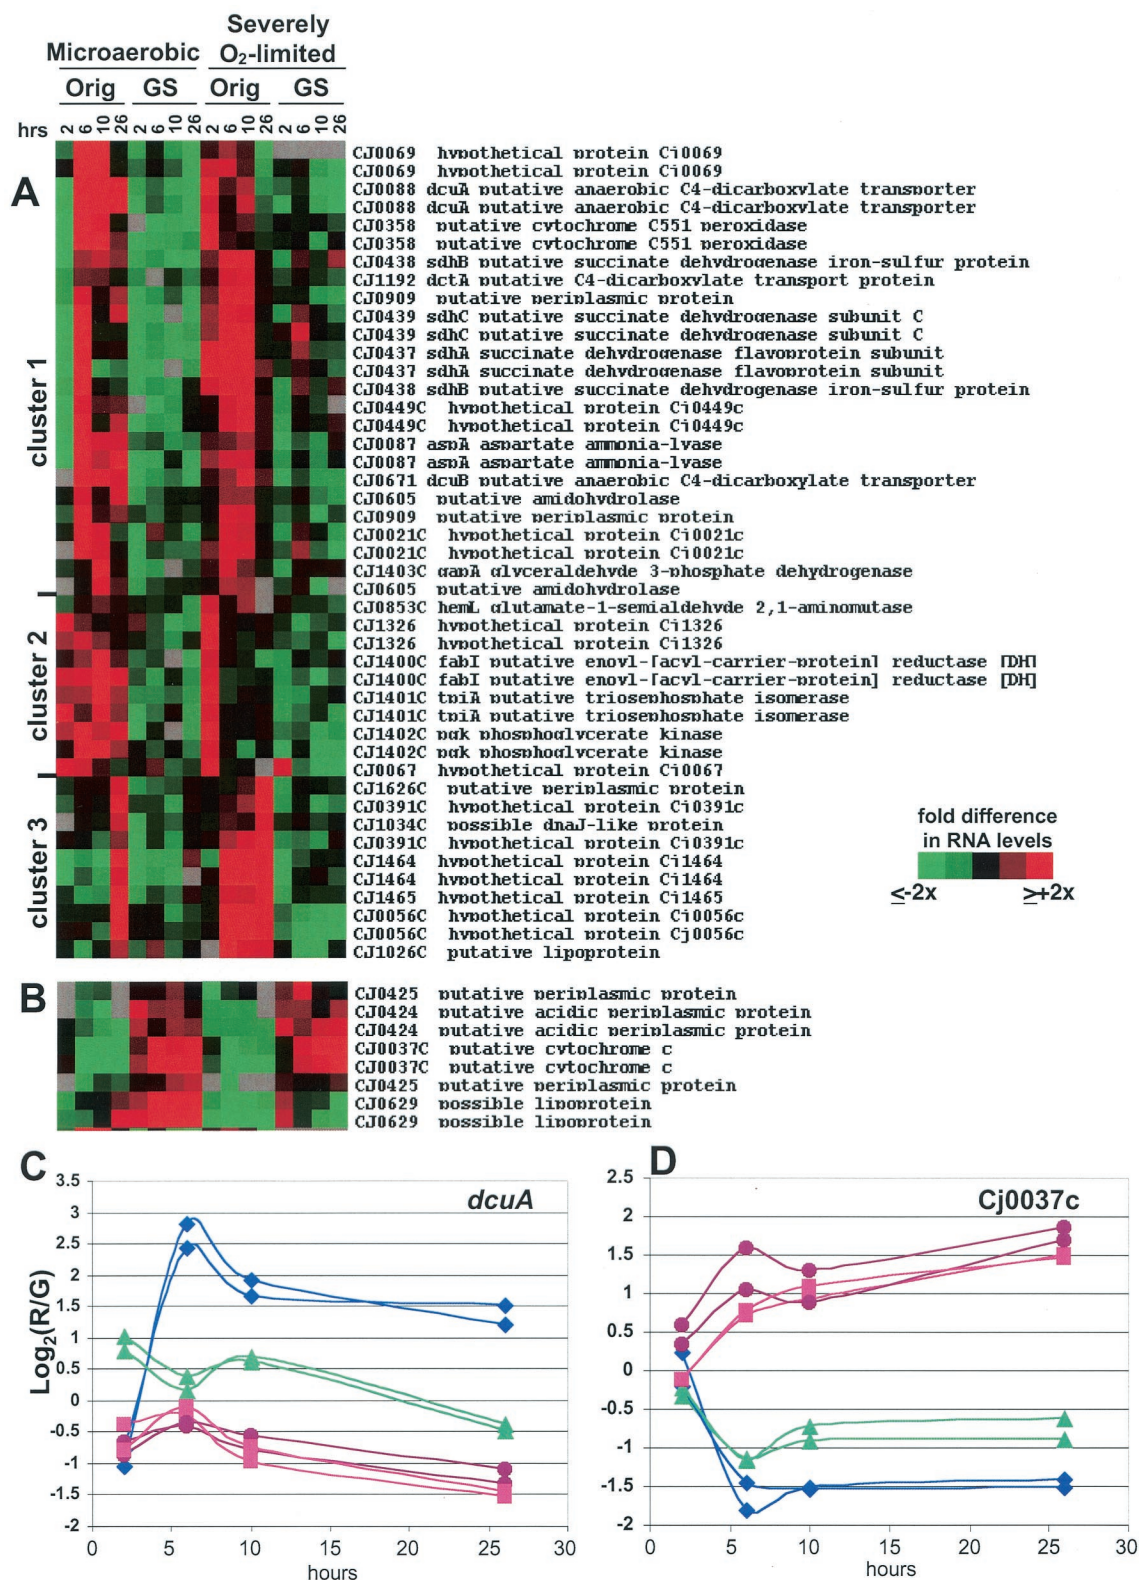 Severely
Microaerobic O2-limited
Orig GS Orig GS
hrs 2 6 10 26 2 6 10 26 2 6 10 26 2 6 10 26
A
cluster 1
cluster 2
cluster 3
CJ0069 hypothetical protein Cj0069
CJ0069 hypothetical protein Cj0069
CJ0088 dcuA putative anaerobic C4-dicarboxylate transporter
CJ0088 dcuA putative anaerobic C4-dicarboxylate transporter
CJ0358 putative cytochrome C551 peroxidase
CJ0358 putative cytochrome C551 peroxidase
CJ0438 sdhB putative succinate dehydrogenase iron-sulfur protein
CJ1192 dctA putative C4-dicarboxylate transport protein
CJ0909 putative periplasmic protein
CJ0439 sdhC putative succinate dehydrogenase subunit C
CJ0439 sdhC putative succinate dehydrogenase subunit C
CJ0437 sdhA succinate dehydrogenase flavoprotein subunit
CJ0437 sdhA succinate dehydrogenase flavoprotein subunit
CJ0438 sdhB putative succinate dehydrogenase iron-sulfur protein
CJ0449C hypothetical protein Cj0449c
CJ0449C hypothetical protein Cj0449c
CJ0087 aspA aspartate ammonia-lyase
CJ0087 aspA aspartate ammonia-lyase
CJ0671 dcuB putative anaerobic C4-dicarboxylate transporter
CJ0605 putative amidohydrolase
CJ0909 putative periplasmic protein
CJ0021C hypothetical protein Cj0021c
CJ0021C hypothetical protein Cj0021c
CJ1403C gapA glyceraldehyde 3-phosphate dehydrogenase
CJ0605 putative amidohydrolase
CJ0853C hemL glutamate-1-semialdehyde 2,1-aminomutase
CJ1326 hypothetical protein Cj1326
CJ1326 hypothetical protein Cj1326
CJ1400C fabI putative enoyl-[acyl-carrier-protein] reductase [DH]
CJ1400C fabI putative enoyl-[acyl-carrier-protein] reductase [DH]
CJ1401C tpiA putative triosephosphate isomerase
CJ1401C tpiA putative triosephosphate isomerase
CJ1402C pgk phosphoglycerate kinase
CJ1402C pgk phosphoglycerate kinase
CJ0067 hypothetical protein Cj0067
CJ1626C putative periplasmic protein
CJ0391C hypothetical protein Cj0391c
CJ1034C possible dnaJ-like protein
CJ0391C hypothetical protein Cj0391c
CJ1464 hypothetical protein Cj1464
CJ1464 hypothetical protein Cj1464
CJ1465 hypothetical protein Cj1465
CJ0056C hypothetical protein Cj0056c
CJ0056C hypothetical protein Cj0056c
CJ1026C putative lipoprotein
fold difference
in RNA levels
≤-2x ≥+2x
B
CJ0425 putative periplasmic protein
CJ0424 putative acidic periplasmic protein
CJ0424 putative acidic periplasmic protein
CJ0037C putative cytochrome c
CJ0037C putative cytochrome c
CJ0425 putative periplasmic protein
CJ0629 possible lipoprotein
CJ0629 possible lipoprotein
C
dcuA
Log2(R/G)
3.5
3
2.5
2
1.5
1
0.5
0
-0.5
-1
-1.5
-2
0 5 10 15 20 25 30
hours
D
Cj0037c
2.5
2
1.5
1
0.5
0
-0.5
-1
-1.5
-2
0 5 10 15 20 25 30
hours